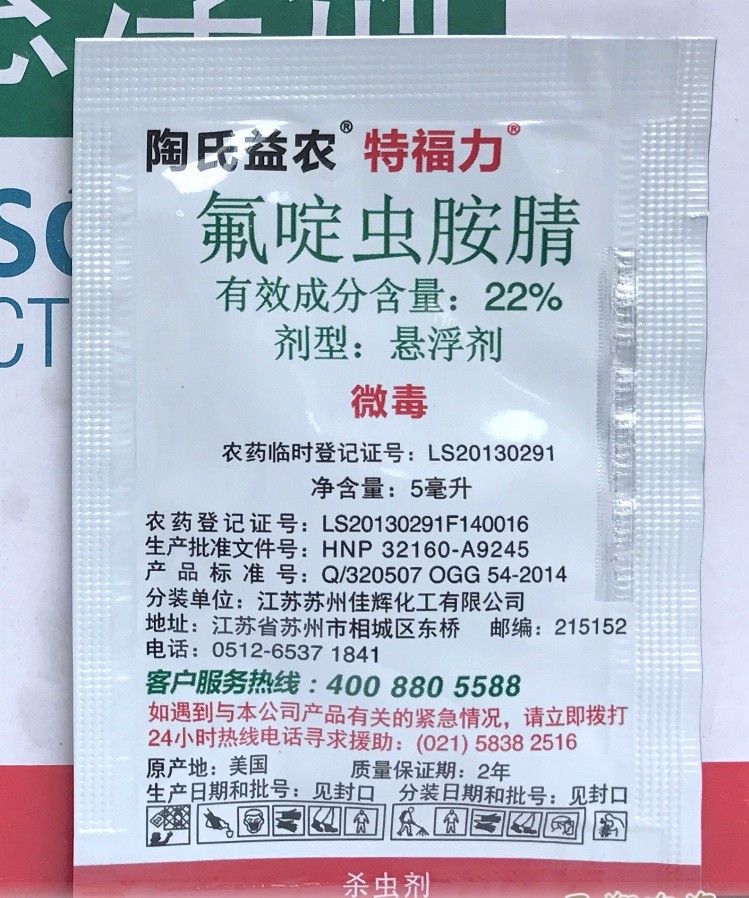 陶氏益农® 特福力®
氟啶虫胺腈
有效成分含量：22%
剂型：悬浮剂
微毒
农药临时登记证号：LS20130291
净含量：5毫升
农药登记证号：LS20130291F140016
生产批准文件号：HNP 32160-A9245
产品标准号：Q/320507 OGG 54-2014
分装单位：江苏苏州佳辉化工有限公司
地址：江苏省苏州市相城区东桥 邮编：215152
电话：0512-6537 1841
客户服务热线：400 880 5588
如遇到与本公司产品有关的紧急情况，请立即拨打
24小时热线电话寻求援助：(021) 5838 2516
原产地：美国 质量保证期：2年
生产日期和批号：见封口 分装日期和批号：见封口
杀虫剂